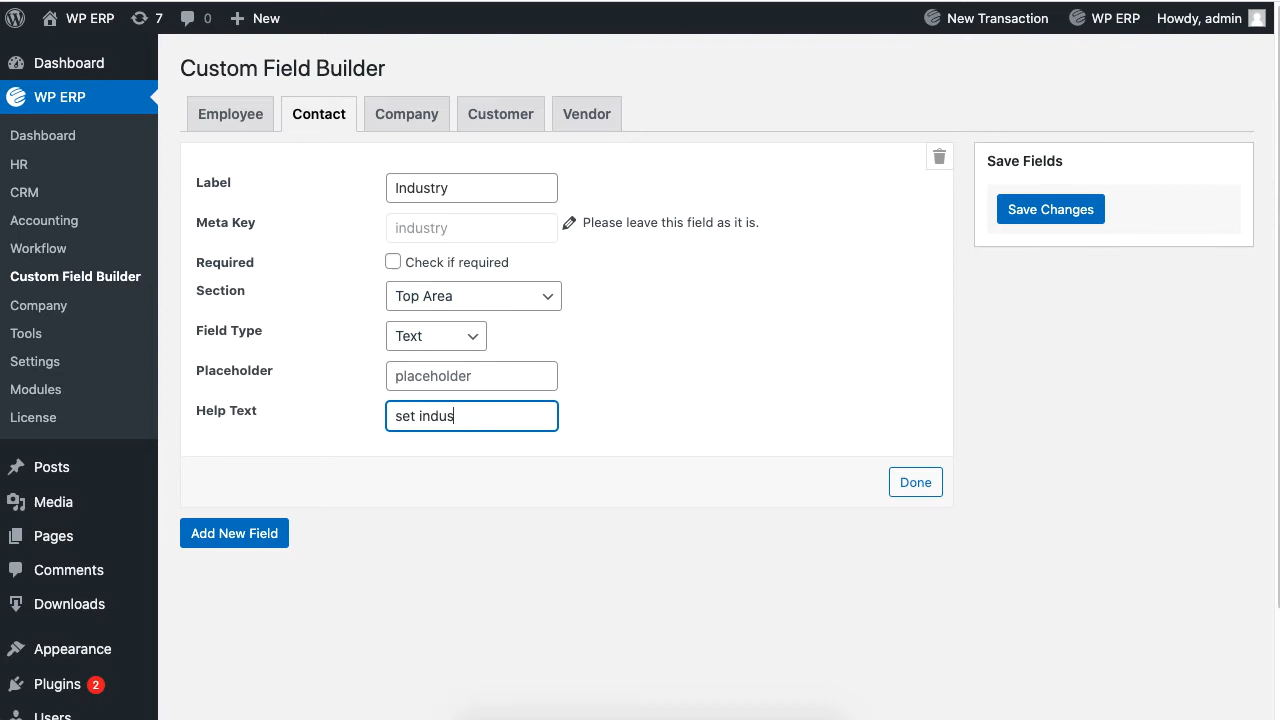 WP ERP 7 0 New New Transaction WP ERP Howdy, admin
Dashboard
WP ERP
Dashboard
HR
CRM
Accounting
Workflow
Custom Field Builder
Company
Tools
Settings
Modules
License
Posts
Media
Pages
Comments
Downloads
Appearance
Plugins 2
Users
Custom Field Builder
Employee Contact Company Customer Vendor
Label Industry
Meta Key industry Please leave this field as it is.
Required Check if required
Section Top Area
Field Type Text
Placeholder placeholder
Help Text set indus
Done
Add New Field
Save Fields
Save Changes